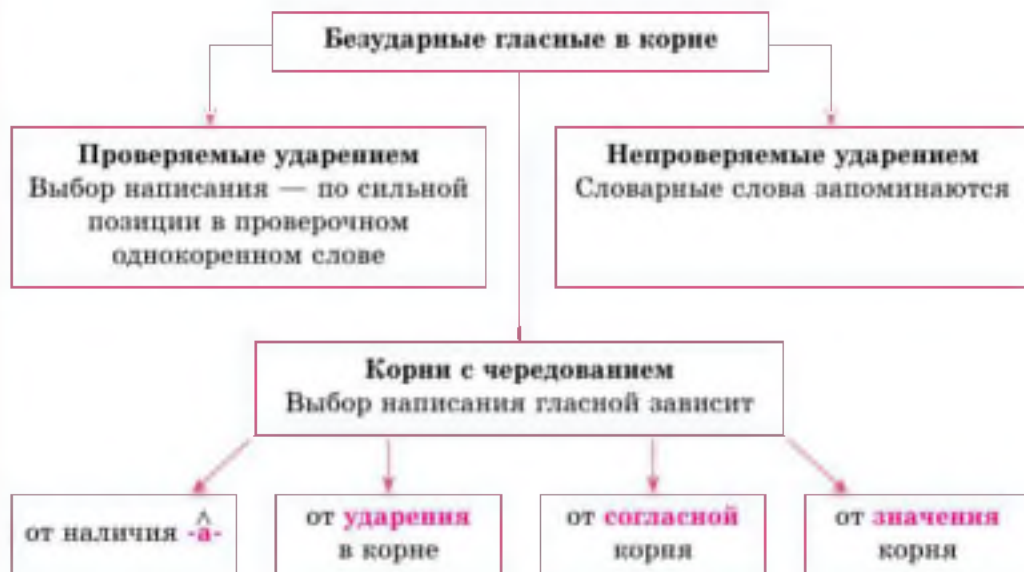 Безударные гласные в корне
Проверяемые ударением
Выбор написания — по сильной
позиции в проверочном
однокоренном слове
Непроверяемые ударением
Словарные слова запоминаются
Корни с чередованием
Выбор написания гласной зависит
от наличия -а-
от ударения
в корне
от согласной
корня
от значения
корня